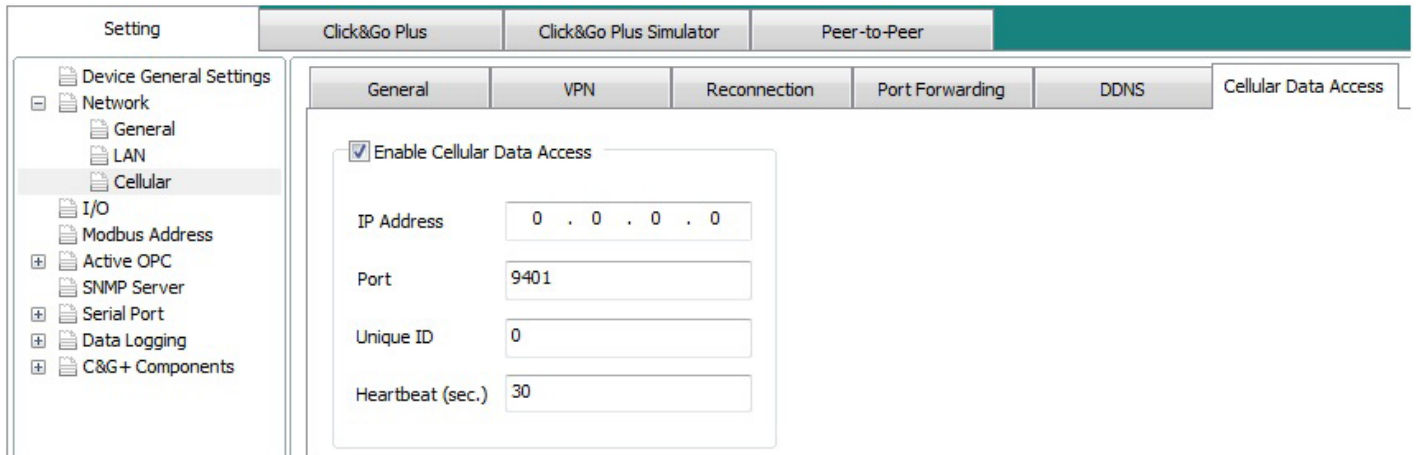 Setting
Click&Go Plus
Click&Go Plus Simulator
Peer-to-Peer
Device General Settings
Network
General
LAN
Cellular
I/O
Modbus Address
Active OPC
SNMP Server
Serial Port
Data Logging
C&G+ Components
General
VPN
Reconnection
Port Forwarding
DDNS
Cellular Data Access
Enable Cellular Data Access
IP Address 0 . 0 . 0 . 0
Port 9401
Unique ID 0
Heartbeat (sec.) 30